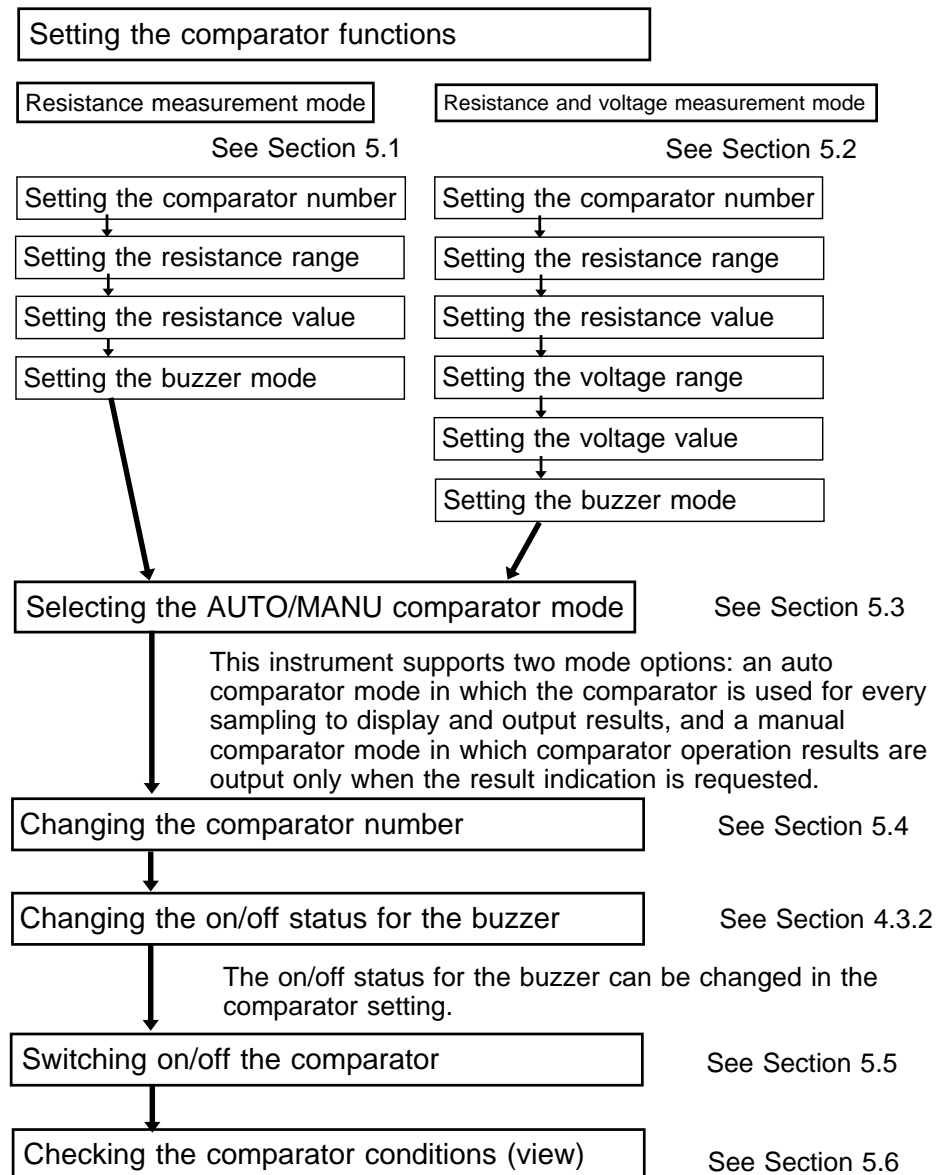 Setting the comparator functions
Resistance measurement mode
See Section 5.1
Setting the comparator number
Setting the resistance range
Setting the resistance value
Setting the buzzer mode
Resistance and voltage measurement mode
See Section 5.2
Setting the comparator number
Setting the resistance range
Setting the resistance value
Setting the voltage range
Setting the voltage value
Setting the buzzer mode
Selecting the AUTO/MANU comparator mode
See Section 5.3
This instrument supports two mode options: an auto
comparator mode in which the comparator is used for every
sampling to display and output results, and a manual
comparator mode in which comparator operation results are
output only when the result indication is requested.
Changing the comparator number
See Section 5.4
Changing the on/off status for the buzzer
See Section 4.3.2
The on/off status for the buzzer can be changed in the
comparator setting.
Switching on/off the comparator
See Section 5.5
Checking the comparator conditions (view)
See Section 5.6